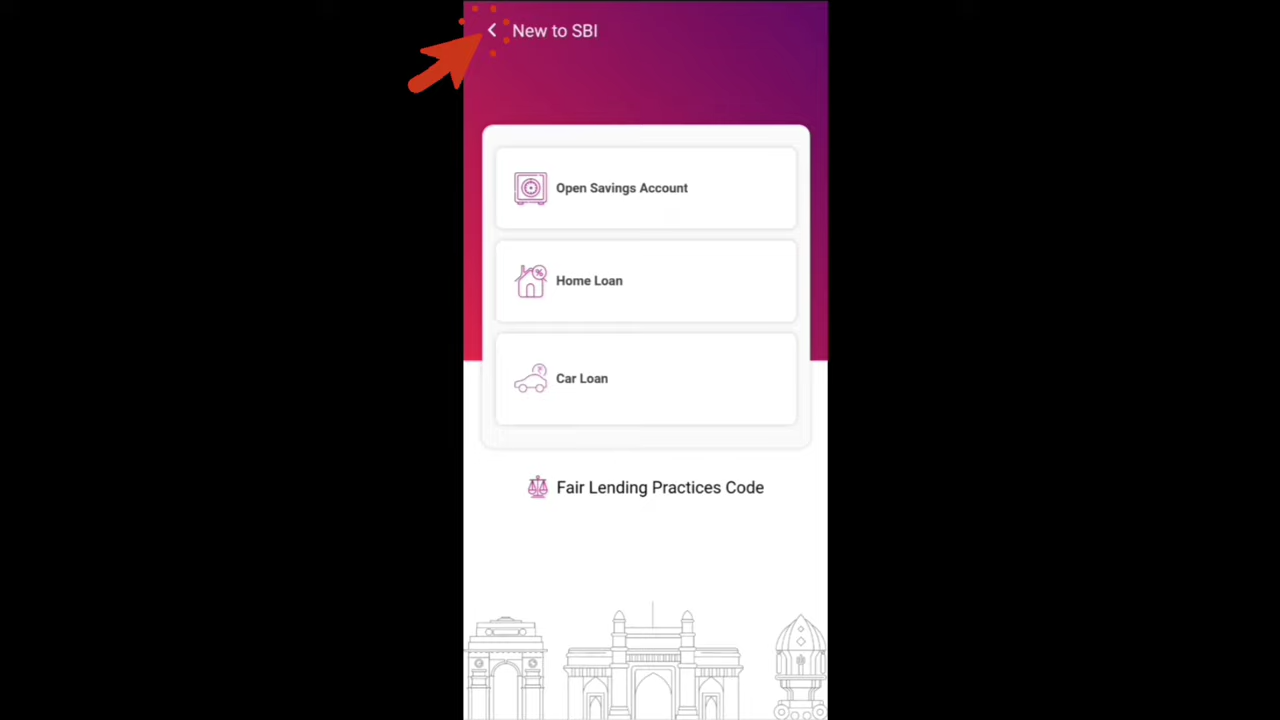 New to SBI
Open Savings Account
Home Loan
Car Loan
Fair Lending Practices Code